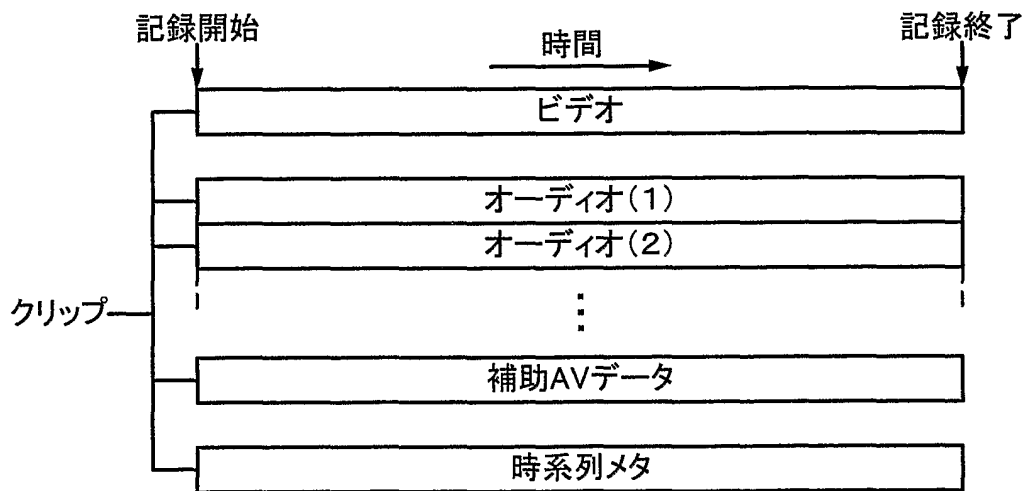 記録開始
時間
記録終了
ビデオ
オーディオ(1)
オーディオ(2)
クリップ
補助AVデータ
時系列メタ